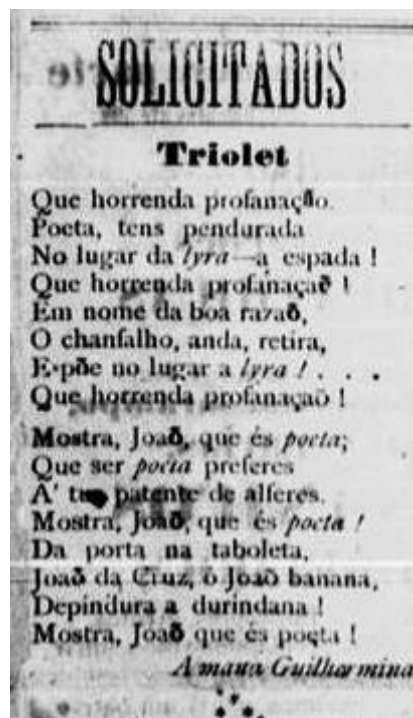 SOLICITADOS
Triolet
Que horrenda profanação.
Poeta, tens pendurada
No lugar da lyra—a espada !
Que horrenda profanaçaõ !
Em nome da boa razaõ,
O chanfalho, anda, retira,
E põe no lugar a lyra ! . . .
Que horrenda profanaçaõ !
Mostra, Joaõ, que és poeta;
Que ser poeta preferes
A' tua patente de alferes.
Mostra, Joaõ, que és poeta !
Da porta na taboleta,
Joaõ da Cruz, o Joaõ banana,
Depindura a durindana !
Mostra, Joaõ que és poeta !
A maua Guilhermina